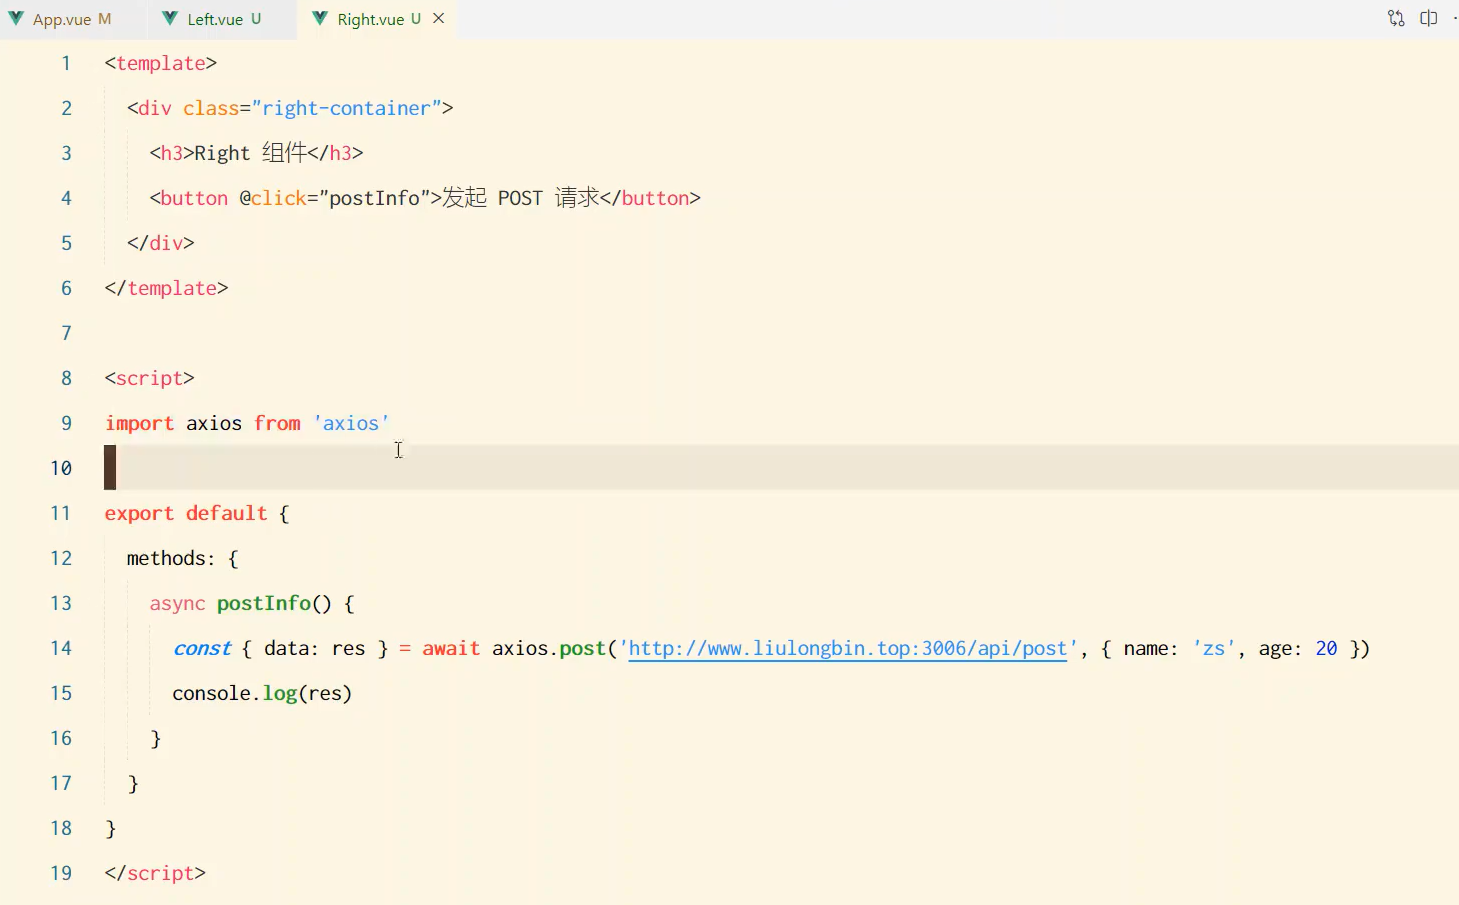 App.vue M Left.vue U Right.vue U
1 <template>
2 <div class="right-container">
3 <h3>Right 组件</h3>
4 <button @click="postInfo">发起 POST 请求</button>
5 </div>
6 </template>
7
8 <script>
9 import axios from 'axios'
10
11 export default {
12 methods: {
13 async postInfo() {
14 const { data: res } = await axios.post('http://www.liulongbin.top:3006/api/post', { name: 'zs', age: 20 })
15 console.log(res)
16 }
17 }
18 }
19 </script>